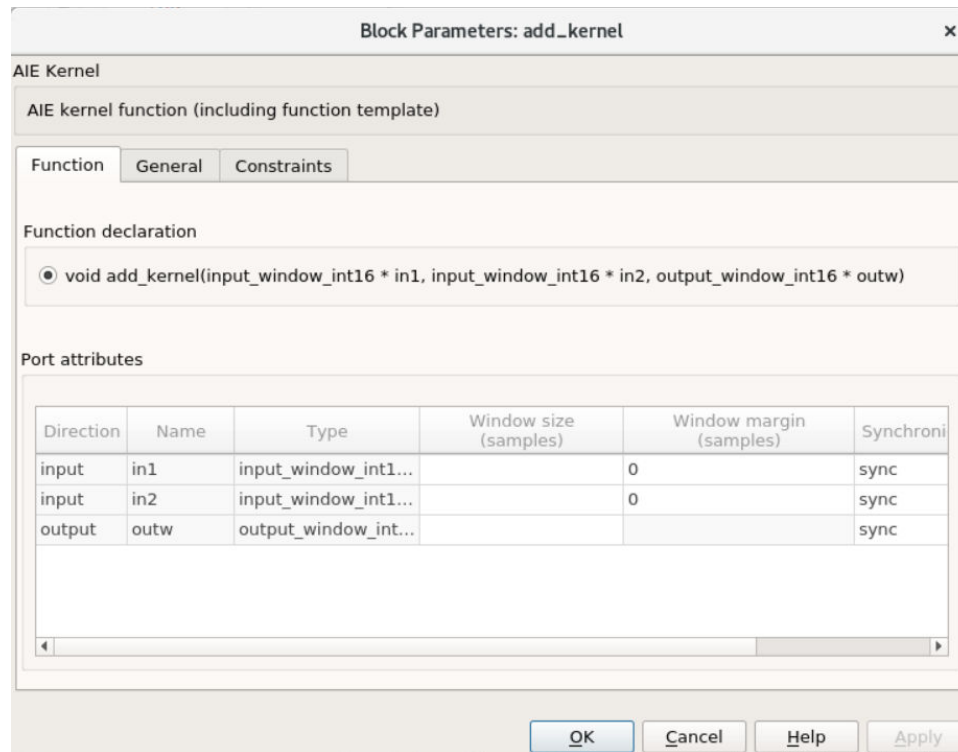 Block Parameters: add_kernel
×
AIE Kernel
AIE kernel function (including function template)
Function General Constraints
Function declaration
void add_kernel(input_window_int16 * in1, input_window_int16 * in2, output_window_int16 * outw)
Port attributes
Direction Name Type Window size (samples) Window margin (samples) Synchroni
input in1 input_window_int1... 0 sync
input in2 input_window_int1... 0 sync
output outw output_window_int... sync
OK Cancel Help Apply